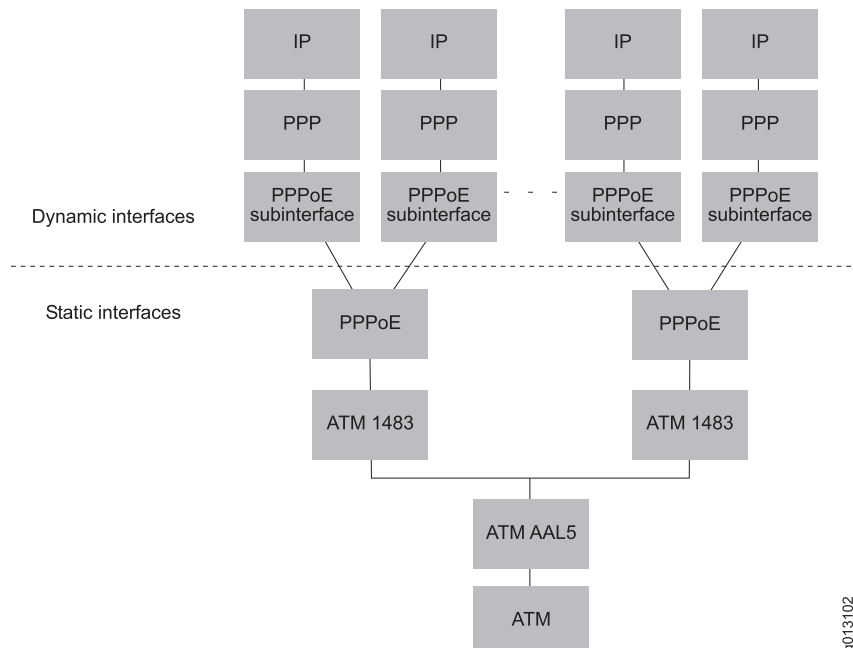 IP
IP
IP
IP
PPP
PPP
PPP
PPP
PPPoE
subinterface
PPPoE
subinterface
PPPoE
subinterface
PPPoE
subinterface
Dynamic interfaces
Static interfaces
PPPoE
PPPoE
ATM 1483
ATM 1483
ATM AAL5
ATM
g013102